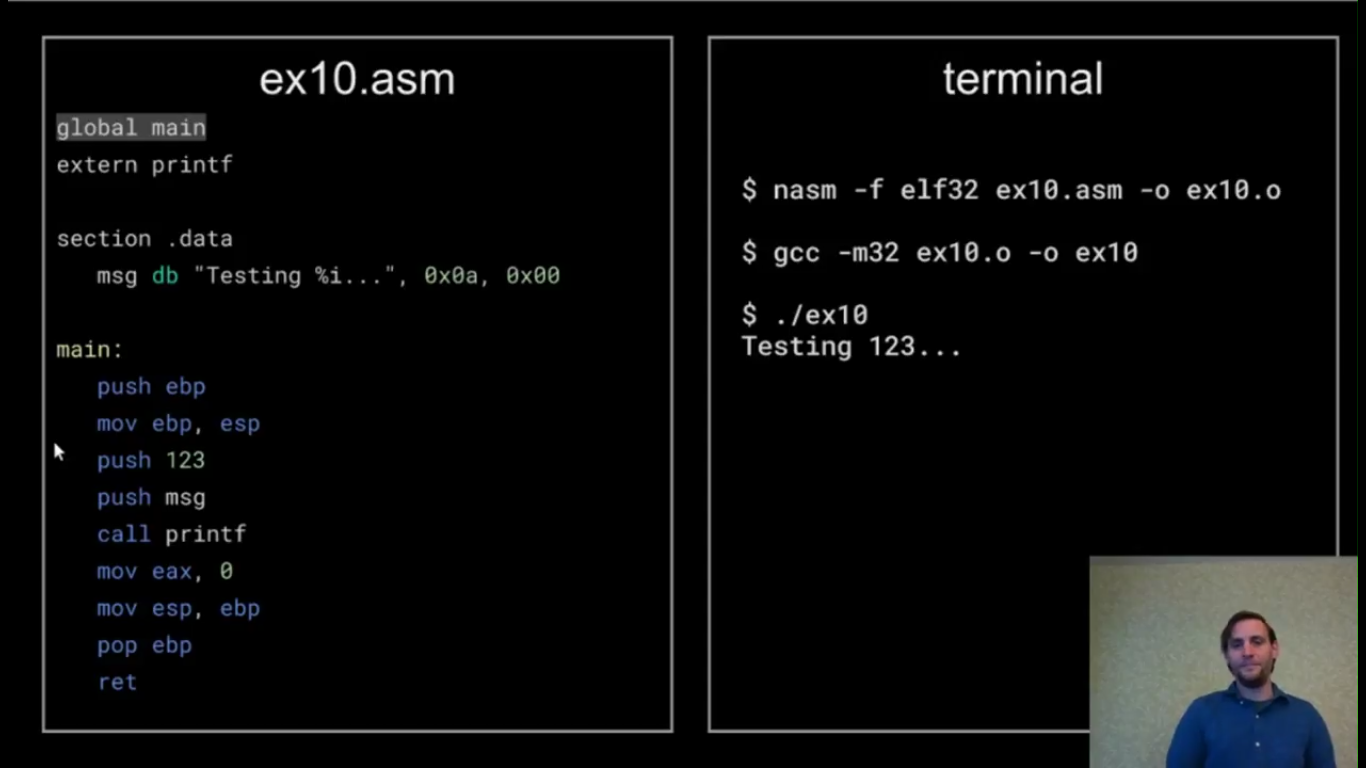 ex10.asm
global main
extern printf
section .data
msg db "Testing %i...", 0x0a, 0x00
main:
push ebp
mov ebp, esp
push 123
push msg
call printf
mov eax, 0
mov esp, ebp
pop ebp
ret
terminal
$ nasm -f elf32 ex10.asm -o ex10.o
$ gcc -m32 ex10.o -o ex10
$ ./ex10
Testing 123...